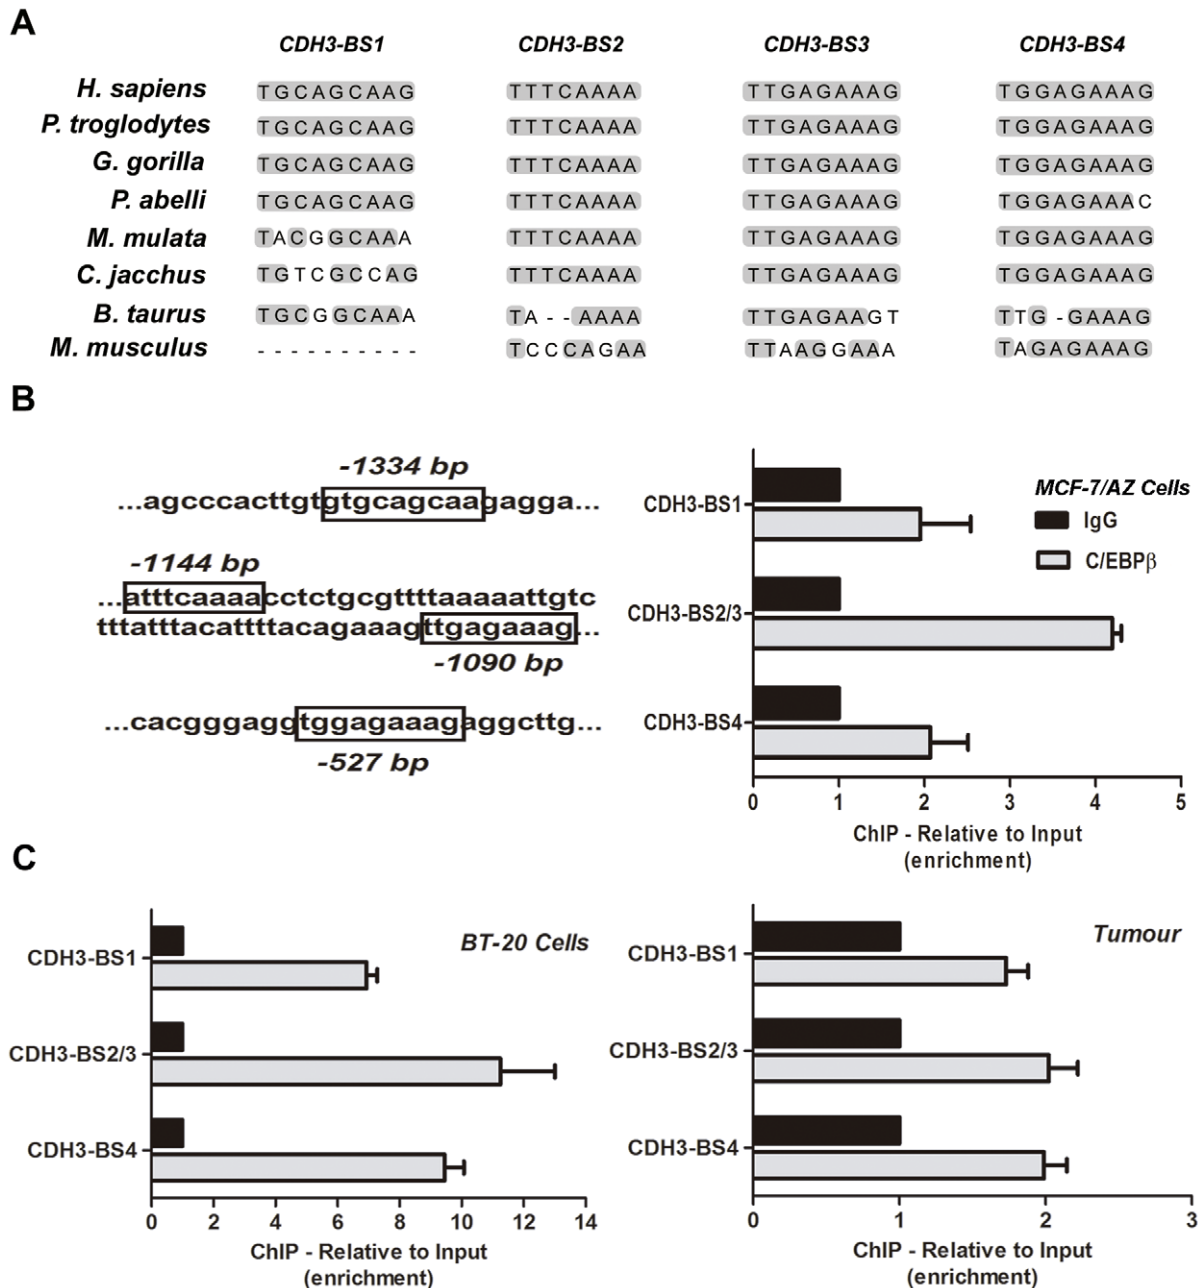 A
CDH3-BS1 CDH3-BS2 CDH3-BS3 CDH3-BS4
H. sapiens TGCAGCAAG TTTCAAAA TTGAGAAAG TGGAGAAAG
P. troglodytes TGCAGCAAG TTTCAAAA TTGAGAAAG TGGAGAAAG
G. gorilla TGCAGCAAG TTTCAAAA TTGAGAAAG TGGAGAAAG
P. abelli TGCAGCAAG TTTCAAAA TTGAGAAAG TGGAGAAAC
M. mulata TACGGCAAA TTTCAAAA TTGAGAAAG TGGAGAAAG
C. jacchus TGTCGCCAG TTTCAAAA TTGAGAAAG TGGAGAAAG
B. taurus TGCGGCAAA TA--AAAA TTGAGAAGT TTG-GAAAG
M. musculus ---------- TCCCAGAA TTAAGGAAA TAGAGAAAG
B
-1334 bp
...agcccacttgtgtgcagcaagagga...
-1144 bp
...atttcaaaacctctgcgttttaaaaattgtc
tttatttacattttacagaaagttgagaaag...
-1090 bp
...cacgggaggtggagaaagaggcttg...
-527 bp
CDH3-BS1
CDH3-BS2/3
CDH3-BS4
MCF-7/AZ Cells
IgG
C/EBPβ
0 1 2 3 4 5
ChIP - Relative to Input
(enrichment)
C
BT-20 Cells
CDH3-BS1
CDH3-BS2/3
CDH3-BS4
0 2 4 6 8 10 12 14
ChIP - Relative to Input
(enrichment)
Tumour
CDH3-BS1
CDH3-BS2/3
CDH3-BS4
0 1 2 3
ChIP - Relative to Input
(enrichment)